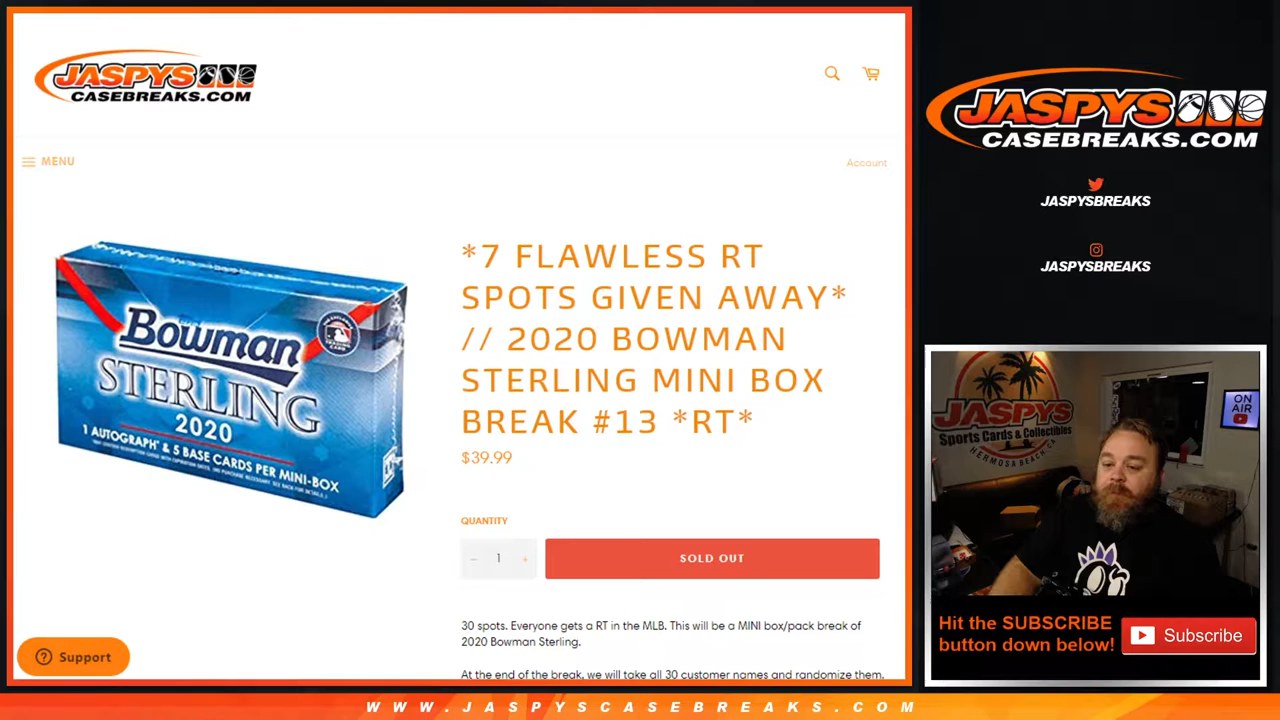 JASPYS
CASEBREAKS.COM
MENU
Account
Bowman
STERLING
2020
1 AUTOGRAPH* & 5 BASE CARDS PER MINI-BOX
*7 FLAWLESS RT
SPOTS GIVEN AWAY*
// 2020 BOWMAN
STERLING MINI BOX
BREAK #13 *RT*
$39.99
QUANTITY
− 1 +
SOLD OUT
30 spots. Everyone gets a RT in the MLB. This will be a MINI box/pack break of
2020 Bowman Sterling.
At the end of the break, we will take all 30 customer names and randomize them.
Support
JASPYS
CASEBREAKS.COM
JASPYSBREAKS
JASPYSBREAKS
JASPYS
Sports Cards & Collectibles
HERMOSA BEACH
ON
AIR
Hit the SUBSCRIBE
button down below!
Subscribe
WWW.JASPYSCASEBREAKS.COM